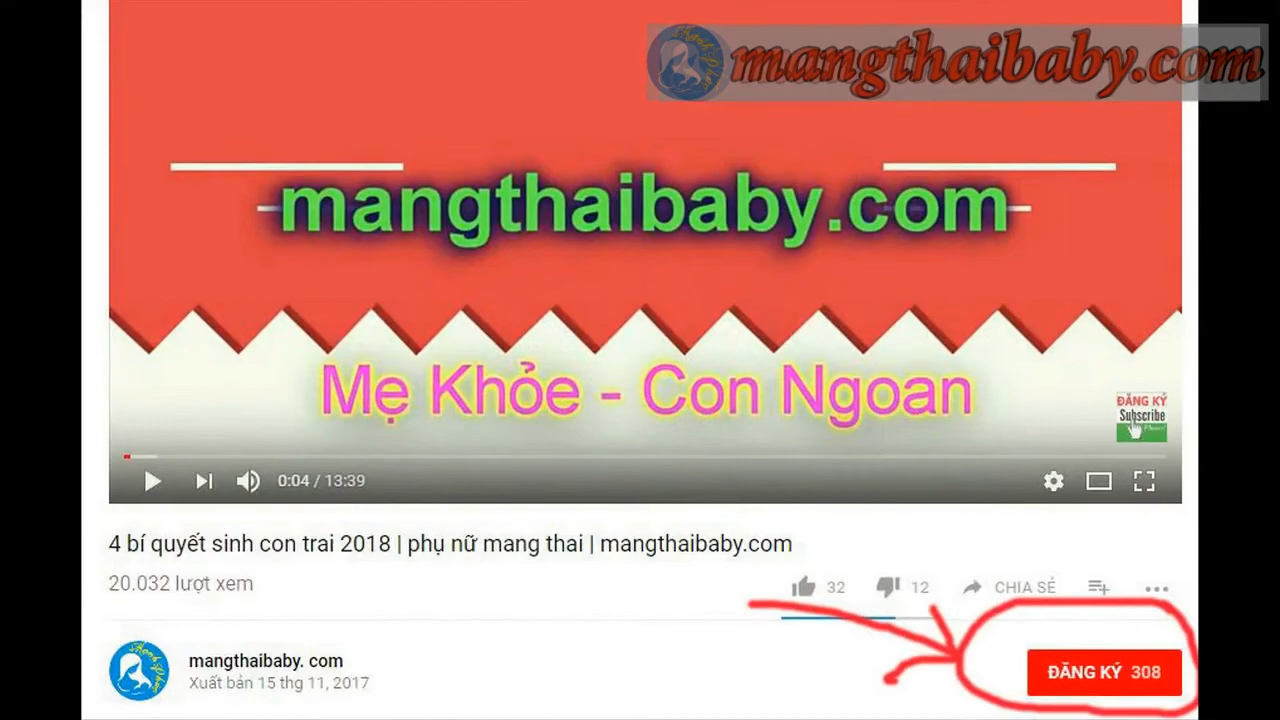 mangthaibaby.com
mangthaibaby.com
Mẹ Khỏe - Con Ngoan
ĐĂNG KÝ
Subscribe
0:04 / 13:39
4 bí quyết sinh con trai 2018 | phụ nữ mang thai | mangthaibaby.com
20.032 lượt xem
32 12 CHIA SẺ
mangthaibaby. com
Xuất bản 15 thg 11, 2017
ĐĂNG KÝ 308